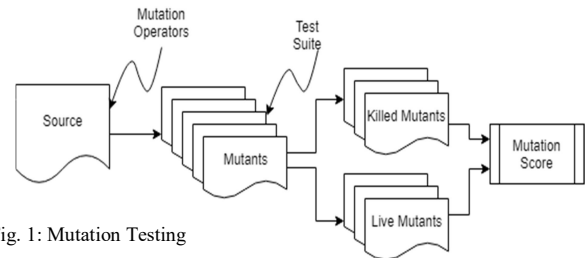 Mutation
Operators
Test
Suite
Source
Mutants
Killed Mutants
Live Mutants
Mutation
Score
ig. 1: Mutation Testing